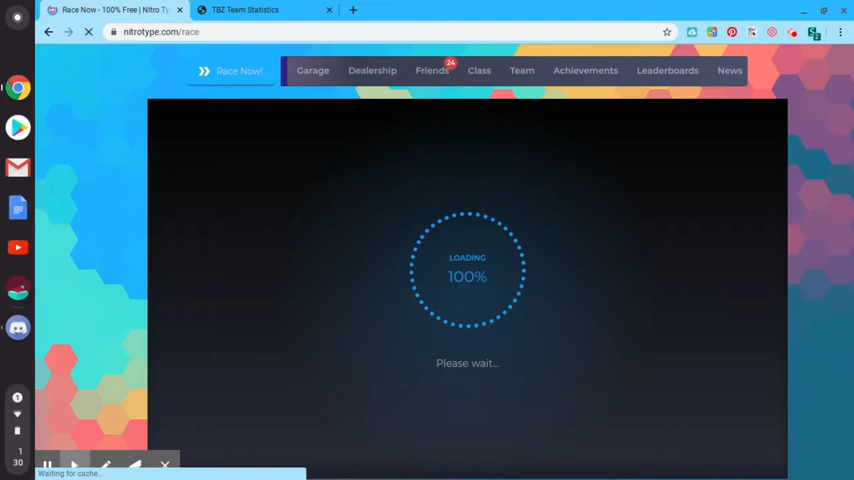 Race Now - 100% Free | Nitro Ty
TBZ Team Statistics
nitrotype.com/race
Race Now!
Garage
Dealership
Friends
24
Class
Team
Achievements
Leaderboards
News
LOADING
100%
Please wait...
1
1
30
Waiting for cache...